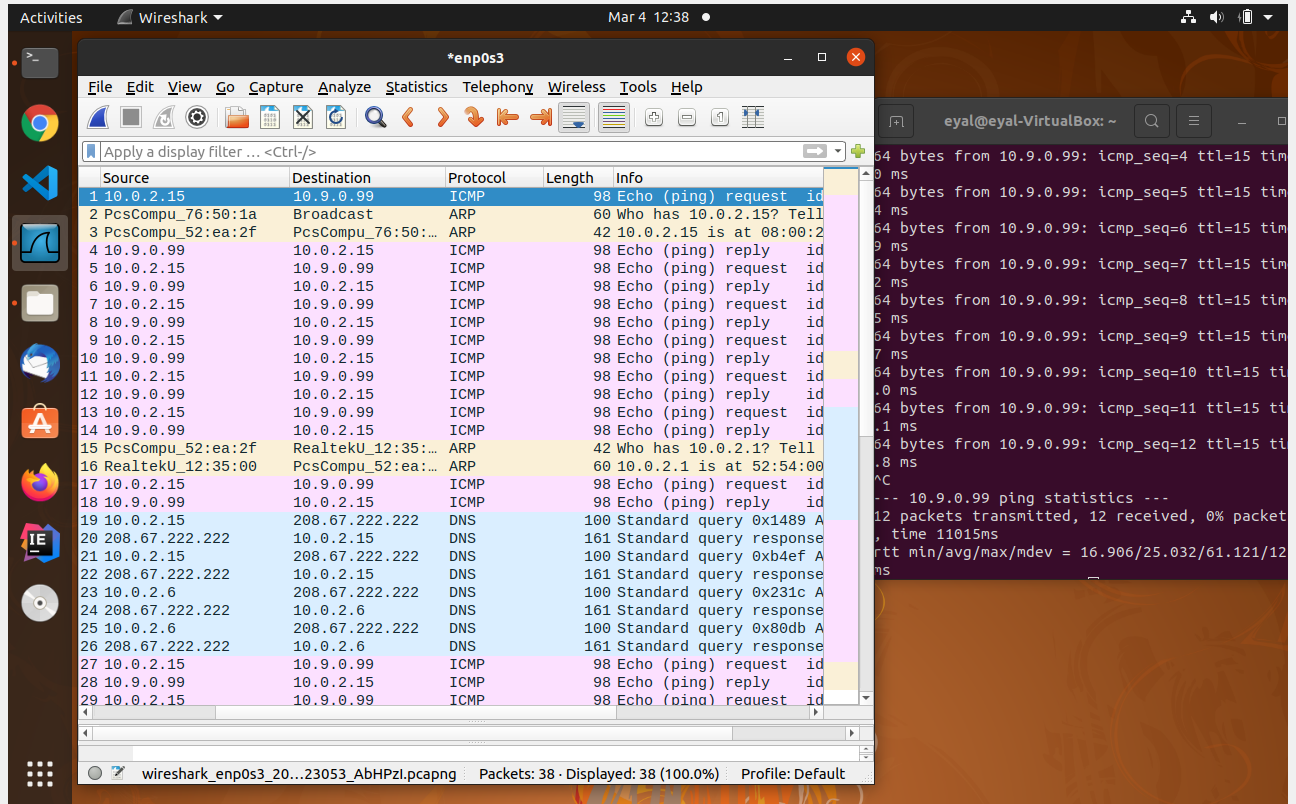 Activities Wireshark Mar 4 12:38
*enp0s3
File Edit View Go Capture Analyze Statistics Telephony Wireless Tools Help
Apply a display filter … <Ctrl-/>
Source Destination Protocol Length Info
1 10.0.2.15 10.9.0.99 ICMP 98 Echo (ping) request id
2 PcsCompu_76:50:1a Broadcast ARP 60 Who has 10.0.2.15? Tell
3 PcsCompu_52:ea:2f PcsCompu_76:50:… ARP 42 10.0.2.15 is at 08:00:2
4 10.9.0.99 10.0.2.15 ICMP 98 Echo (ping) reply id
5 10.0.2.15 10.9.0.99 ICMP 98 Echo (ping) request id
6 10.9.0.99 10.0.2.15 ICMP 98 Echo (ping) reply id
7 10.0.2.15 10.9.0.99 ICMP 98 Echo (ping) request id
8 10.9.0.99 10.0.2.15 ICMP 98 Echo (ping) reply id
9 10.0.2.15 10.9.0.99 ICMP 98 Echo (ping) request id
10 10.9.0.99 10.0.2.15 ICMP 98 Echo (ping) reply id
11 10.0.2.15 10.9.0.99 ICMP 98 Echo (ping) request id
12 10.9.0.99 10.0.2.15 ICMP 98 Echo (ping) reply id
13 10.0.2.15 10.9.0.99 ICMP 98 Echo (ping) request id
14 10.9.0.99 10.0.2.15 ICMP 98 Echo (ping) reply id
15 PcsCompu_52:ea:2f RealtekU_12:35:… ARP 42 Who has 10.0.2.1? Tell
16 RealtekU_12:35:00 PcsCompu_52:ea:… ARP 60 10.0.2.1 is at 52:54:00
17 10.0.2.15 10.9.0.99 ICMP 98 Echo (ping) request id
18 10.9.0.99 10.0.2.15 ICMP 98 Echo (ping) reply id
19 10.0.2.15 208.67.222.222 DNS 100 Standard query 0x1489 A
20 208.67.222.222 10.0.2.15 DNS 161 Standard query response
21 10.0.2.15 208.67.222.222 DNS 100 Standard query 0xb4ef A
22 208.67.222.222 10.0.2.15 DNS 161 Standard query response
23 10.0.2.6 208.67.222.222 DNS 100 Standard query 0x231c A
24 208.67.222.222 10.0.2.6 DNS 161 Standard query response
25 10.0.2.6 208.67.222.222 DNS 100 Standard query 0x80db A
26 208.67.222.222 10.0.2.6 DNS 161 Standard query response
27 10.0.2.15 10.9.0.99 ICMP 98 Echo (ping) request id
28 10.9.0.99 10.0.2.15 ICMP 98 Echo (ping) reply id
29 10.0.2.15 10.9.0.99 ICMP 98 Echo (ping) request id
wireshark_enp0s3_20…23053_AbHPzI.pcapng Packets: 38 · Displayed: 38 (100.0%) Profile: Default
eyal@eyal-VirtualBox: ~
64 bytes from 10.9.0.99: icmp_seq=4 ttl=15 tim
0 ms
64 bytes from 10.9.0.99: icmp_seq=5 ttl=15 tim
4 ms
64 bytes from 10.9.0.99: icmp_seq=6 ttl=15 tim
9 ms
64 bytes from 10.9.0.99: icmp_seq=7 ttl=15 tim
2 ms
64 bytes from 10.9.0.99: icmp_seq=8 ttl=15 tim
5 ms
64 bytes from 10.9.0.99: icmp_seq=9 ttl=15 tim
7 ms
64 bytes from 10.9.0.99: icmp_seq=10 ttl=15 ti
.0 ms
64 bytes from 10.9.0.99: icmp_seq=11 ttl=15 ti
.1 ms
64 bytes from 10.9.0.99: icmp_seq=12 ttl=15 ti
.8 ms
^C
--- 10.9.0.99 ping statistics ---
12 packets transmitted, 12 received, 0% packet
, time 11015ms
rtt min/avg/max/mdev = 16.906/25.032/61.121/12
ms
IE